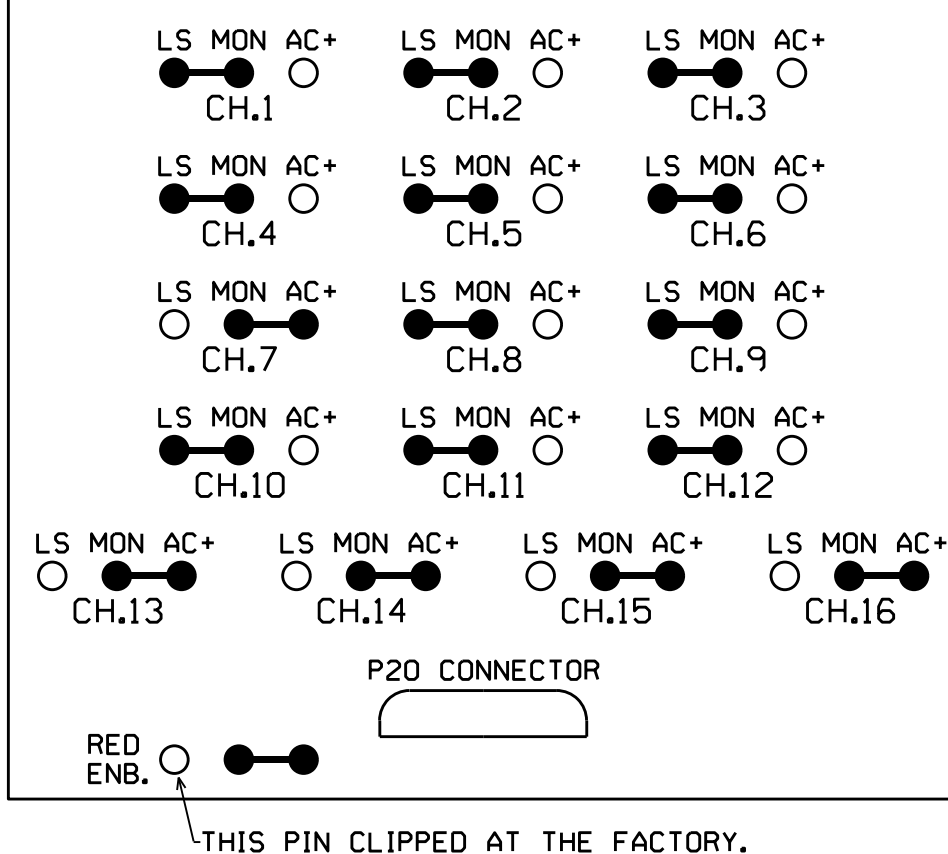 LS MON AC+ LS MON AC+ LS MON AC+
CH.1 CH.2 CH.3
LS MON AC+ LS MON AC+ LS MON AC+
CH.4 CH.5 CH.6
LS MON AC+ LS MON AC+ LS MON AC+
CH.7 CH.8 CH.9
LS MON AC+ LS MON AC+ LS MON AC+
CH.10 CH.11 CH.12
LS MON AC+ LS MON AC+ LS MON AC+ LS MON AC+
CH.13 CH.14 CH.15 CH.16
P20 CONNECTOR
RED
ENB.
THIS PIN CLIPPED AT THE FACTORY.